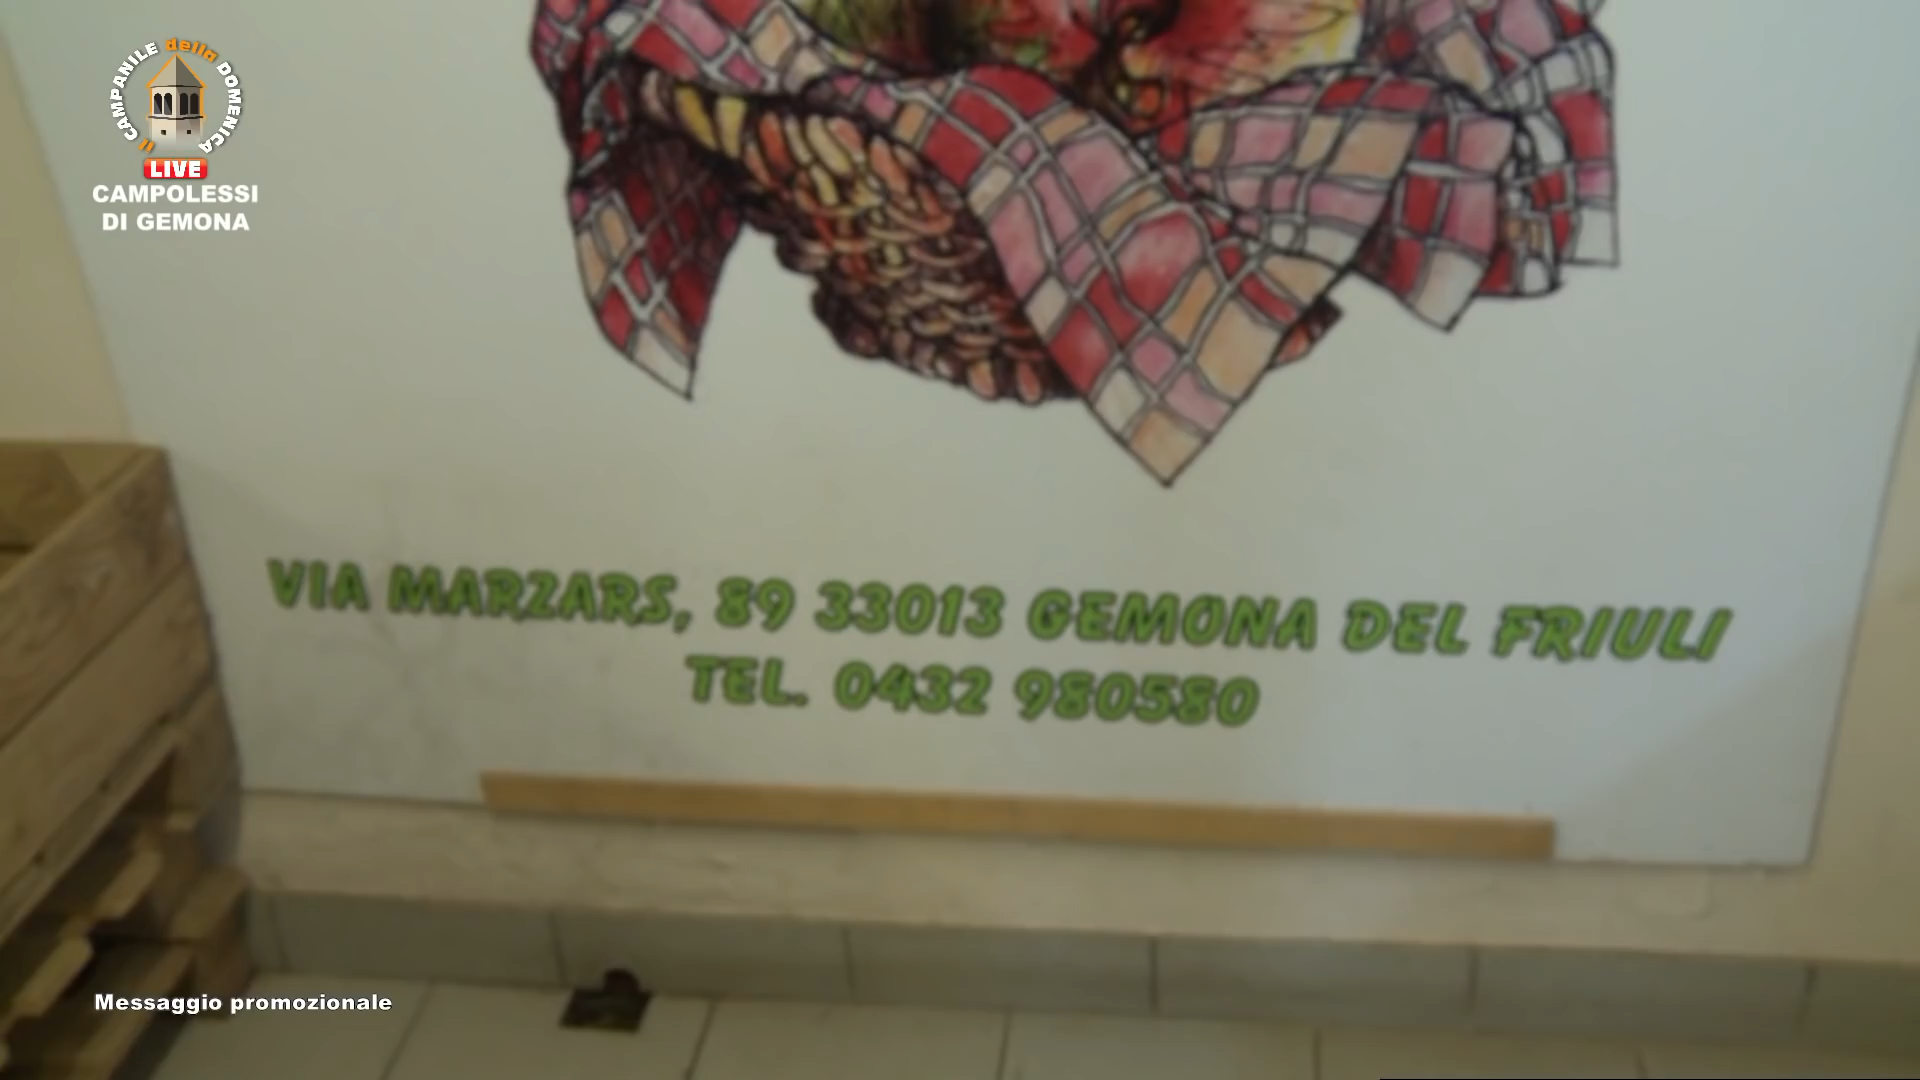 IL CAMPANILE della DOMENICA
LIVE
CAMPOLESSI
DI GEMONA
VIA MARZARS, 89 33013 GEMONA DEL FRIULI
TEL. 0432 980580
Messaggio promozionale